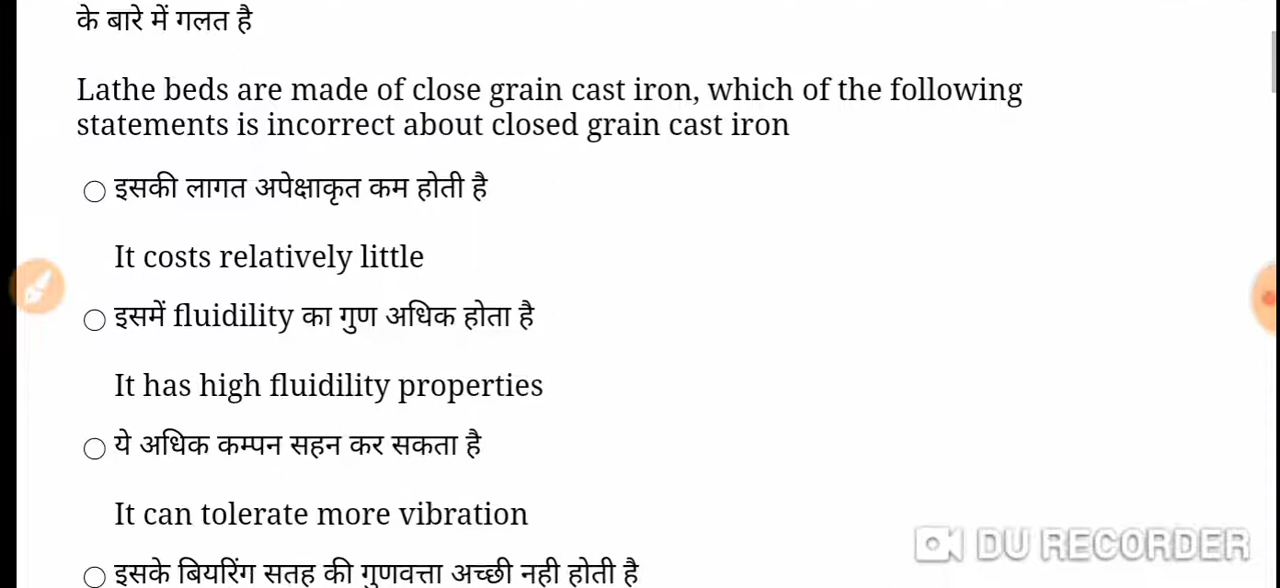 के बारे में गलत है
Lathe beds are made of close grain cast iron, which of the following
statements is incorrect about closed grain cast iron
इसकी लागत अपेक्षाकृत कम होती है
It costs relatively little
इसमें fluidility का गुण अधिक होता है
It has high fluidility properties
ये अधिक कम्पन सहन कर सकता है
It can tolerate more vibration
DU RECORDER
इसके बियरिंग सतह की गुणवत्ता अच्छी नही होती है